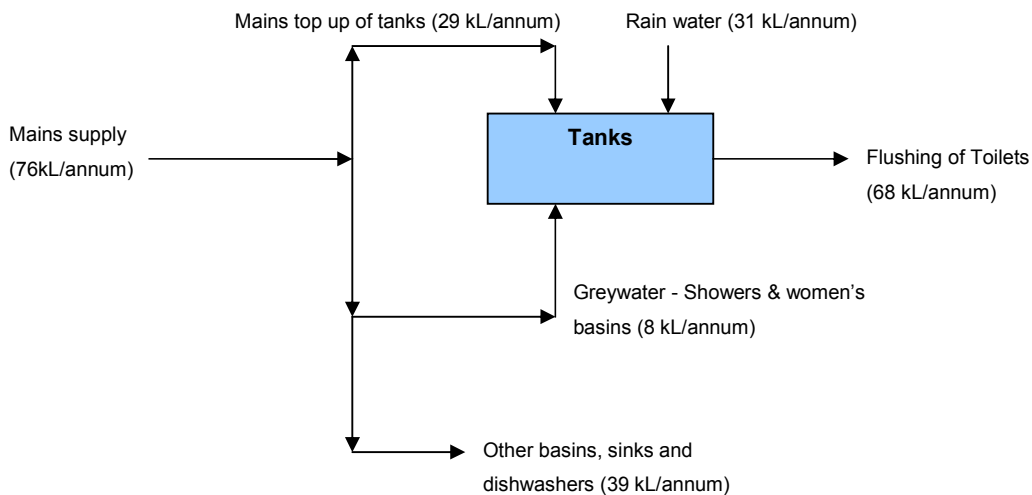 Mains top up of tanks (29 kL/annum)
Rain water (31 kL/annum)
Mains supply
(76kL/annum)
Tanks
Flushing of Toilets
(68 kL/annum)
Greywater - Showers & women’s
basins (8 kL/annum)
Other basins, sinks and
dishwashers (39 kL/annum)